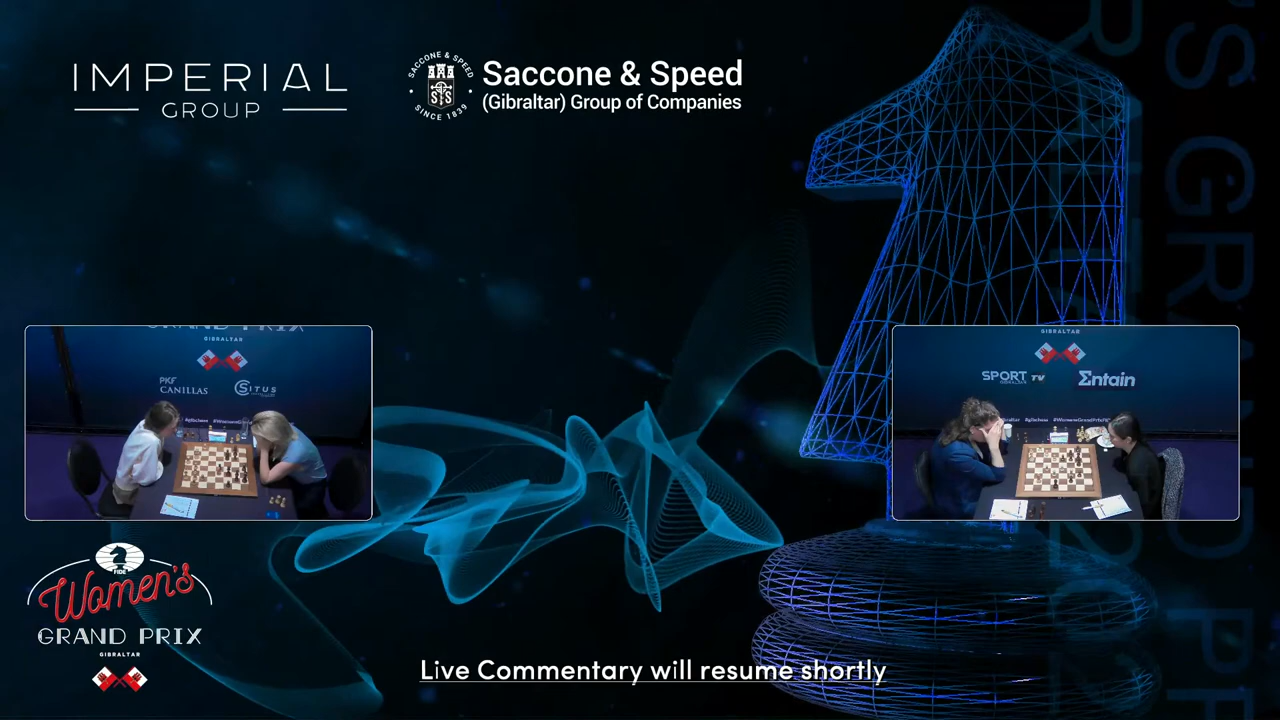 IMPERIAL
GROUP
SACCONE & SPEED
SINCE 1839
Saccone & Speed
(Gibraltar) Group of Companies
GRAND PRIX
GIBRALTAR
PKF
CANILLAS
SITUS
GIBRALTAR
SPORT TV
Entain
FIDE
Women's
GRAND PRIX
GIBRALTAR
Live Commentary will resume shortly